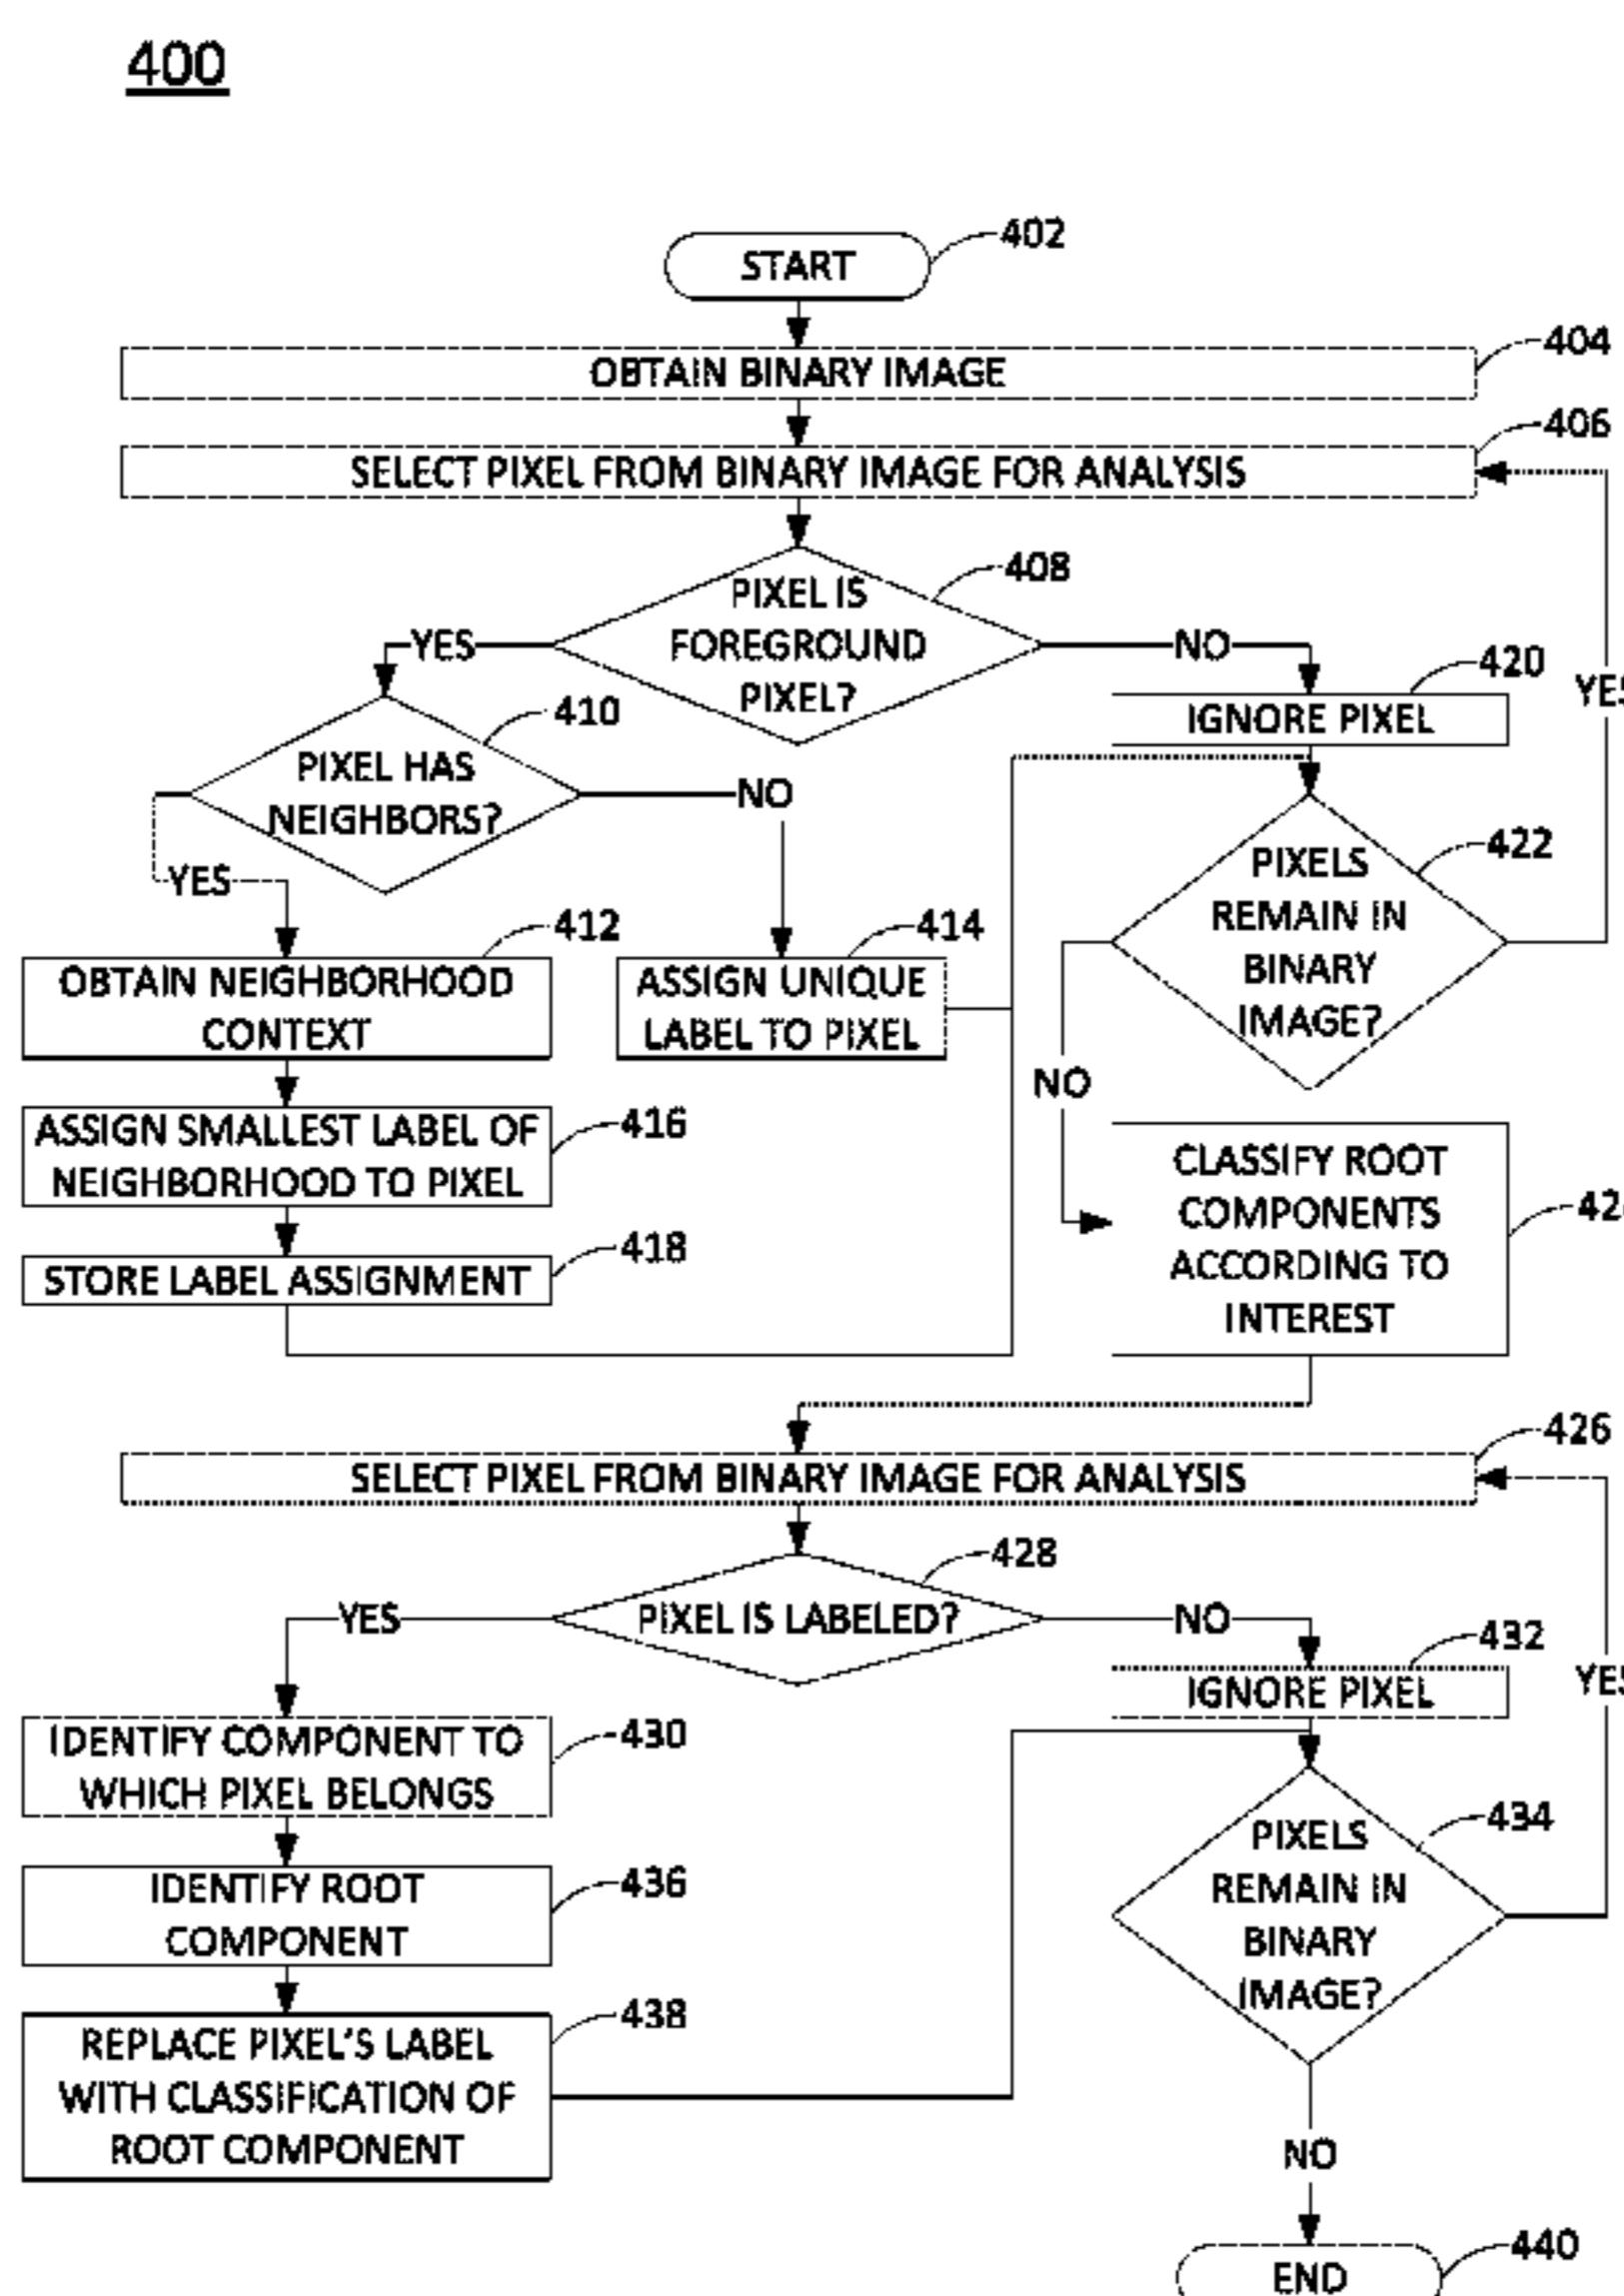 400
402
START
404
OBTAIN BINARY IMAGE
406
SELECT PIXEL FROM BINARY IMAGE FOR ANALYSIS
408
PIXEL IS
FOREGROUND
PIXEL?
YES
NO
420
IGNORE PIXEL
410
PIXEL HAS
NEIGHBORS?
NO
YES
422
PIXELS
REMAIN IN
BINARY
IMAGE?
NO
412
OBTAIN NEIGHBORHOOD
CONTEXT
414
ASSIGN UNIQUE
LABEL TO PIXEL
416
ASSIGN SMALLEST LABEL OF
NEIGHBORHOOD TO PIXEL
418
STORE LABEL ASSIGNMENT
CLASSIFY ROOT
COMPONENTS
ACCORDING TO
INTEREST
426
SELECT PIXEL FROM BINARY IMAGE FOR ANALYSIS
428
PIXEL IS LABELED?
YES
NO
432
IGNORE PIXEL
430
IDENTIFY COMPONENT TO
WHICH PIXEL BELONGS
434
PIXELS
REMAIN IN
BINARY
IMAGE?
436
IDENTIFY ROOT
COMPONENT
438
REPLACE PIXEL'S LABEL
WITH CLASSIFICATION OF
ROOT COMPONENT
NO
440
END